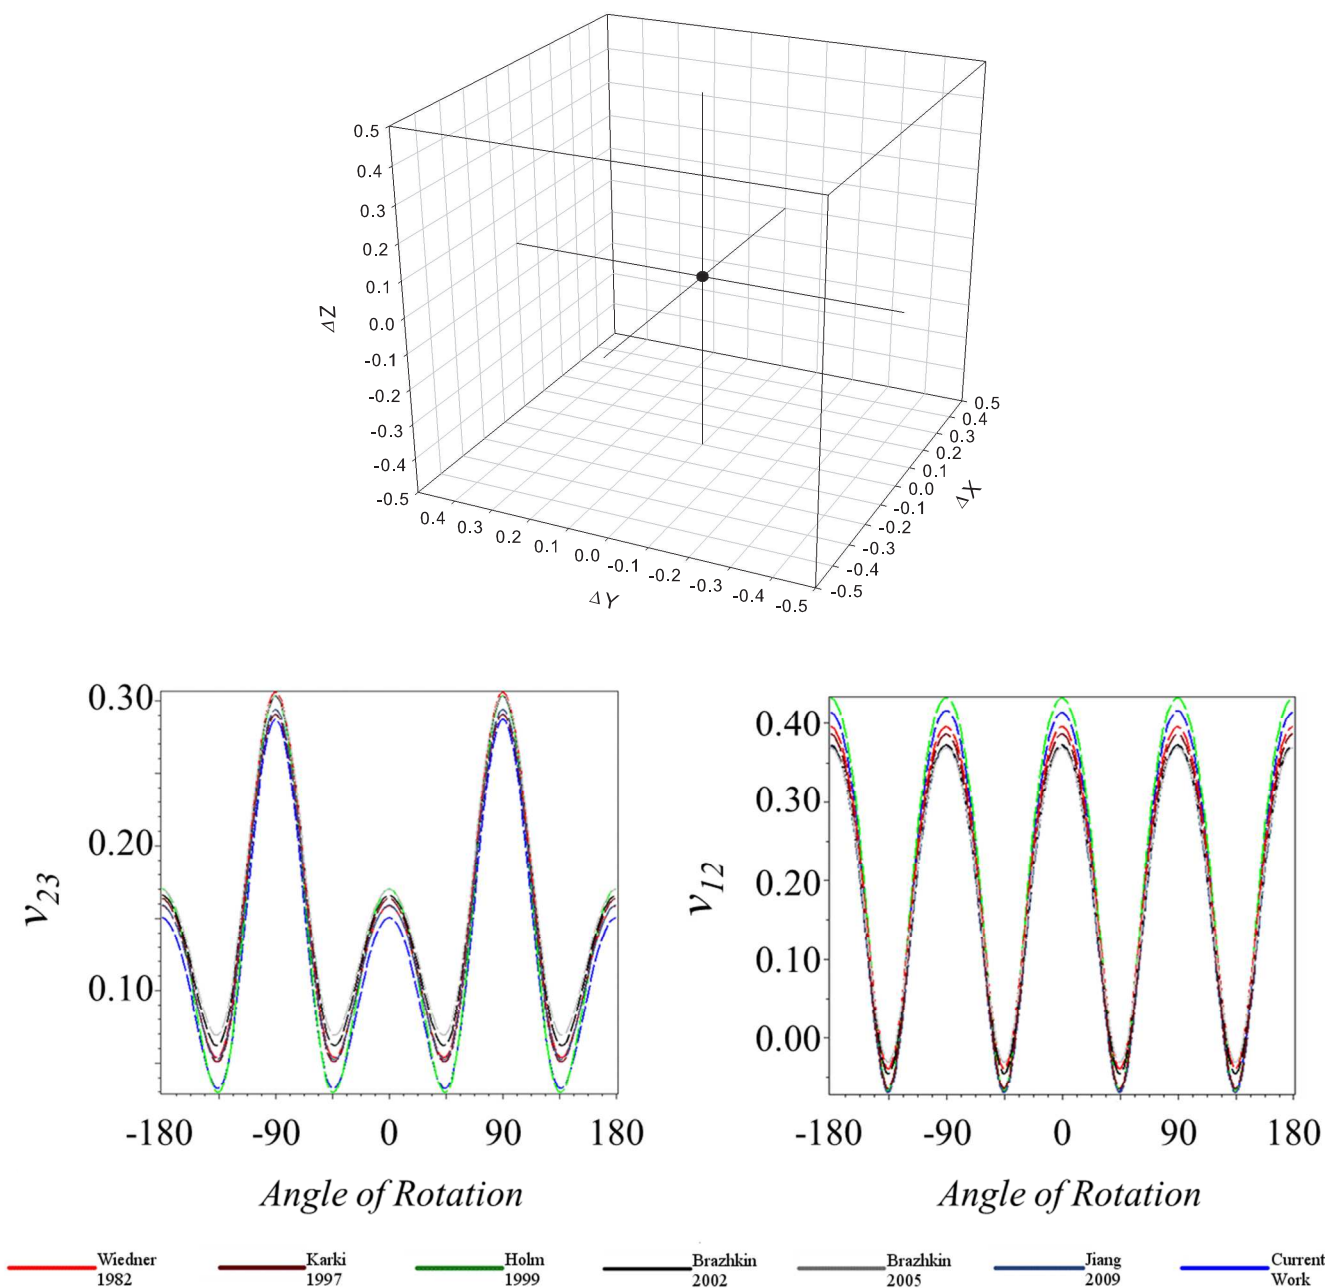 0.5
0.4
0.3
0.2
0.1
0.0
-0.1
-0.2
-0.3
-0.4
-0.5
ΔZ
0.4
0.3
0.2
0.1
0.0
-0.1
-0.2
-0.3
-0.4
-0.5
ΔY
0.5
0.4
0.3
0.2
0.1
0.0
-0.1
-0.2
-0.3
-0.4
-0.5
ΔX
0.30
0.20
0.10
ν23
-180 -90 0 90 180
Angle of Rotation
0.40
0.30
0.20
0.10
0.00
ν12
-180 -90 0 90 180
Angle of Rotation
Wiedner
1982
Karki
1997
Holm
1999
Brazhkin
2002
Brazhkin
2005
Jiang
2009
Current
Work